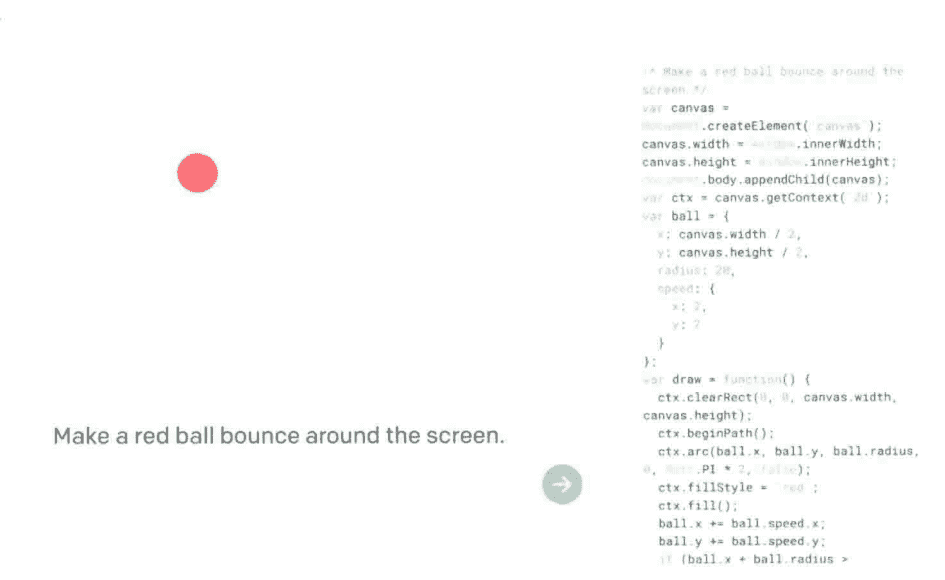 Make a red ball bounce around the screen.
/* Make a red ball bounce around the
screen */
var canvas =
document.createElement( canvas );
canvas.width = window.innerWidth;
canvas.height = window.innerHeight;
document.body.appendChild(canvas);
var ctx = canvas.getContext( 2d );
var ball = {
x: canvas.width / 2,
y: canvas.height / 2,
radius: 20,
speed: {
x: 2,
y: 2
}
};
var draw = function() {
ctx.clearRect(0, 0, canvas.width,
canvas.height);
ctx.beginPath();
ctx.arc(ball.x, ball.y, ball.radius,
0, Math.PI * 2, false);
ctx.fillStyle = red ;
ctx.fill();
ball.x += ball.speed.x;
ball.y += ball.speed.y;
if (ball.x + ball.radius >